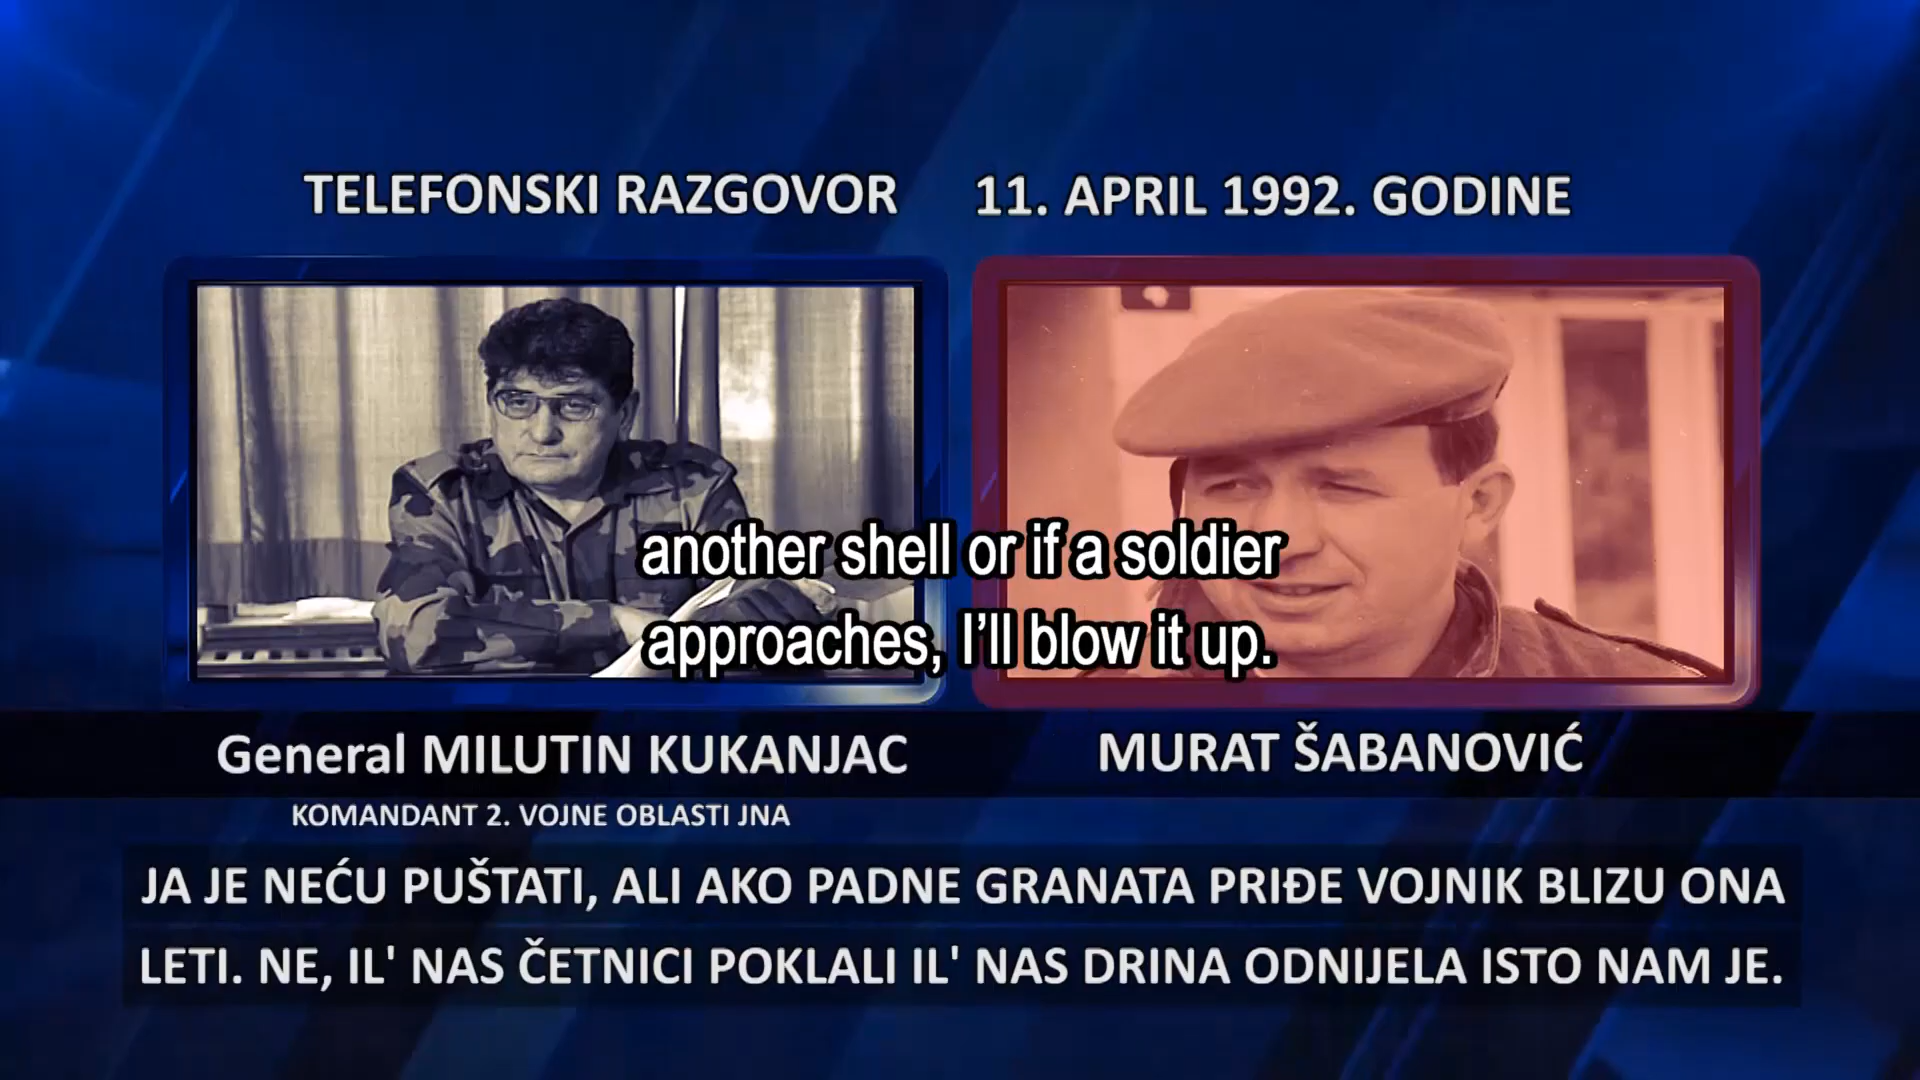 TELEFONSKI RAZGOVOR
11. APRIL 1992. GODINE
another shell or if a soldier
approaches, I'll blow it up.
General MILUTIN KUKANJAC
MURAT ŠABANOVIĆ
KOMANDANT 2. VOJNE OBLASTI JNA
JA JE NEĆU PUŠTATI, ALI AKO PADNE GRANATA PRIĐE VOJNIK BLIZU ONA
LETI. NE, IL' NAS ČETNICI POKLALI IL' NAS DRINA ODNIJELA ISTO NAM JE.